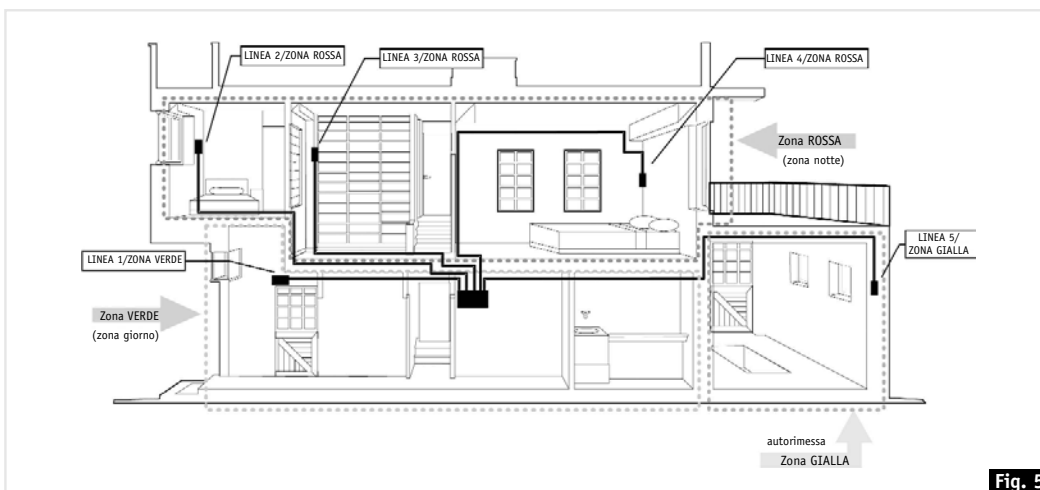 LINEA 2/ZONA ROSSA
LINEA 3/ZONA ROSSA
LINEA 4/ZONA ROSSA
Zona ROSSA
(zona notte)
LINEA 1/ZONA VERDE
LINEA 5/
ZONA GIALLA
Zona VERDE
(zona giorno)
autorimessa
Zona GIALLA
Fig. 5